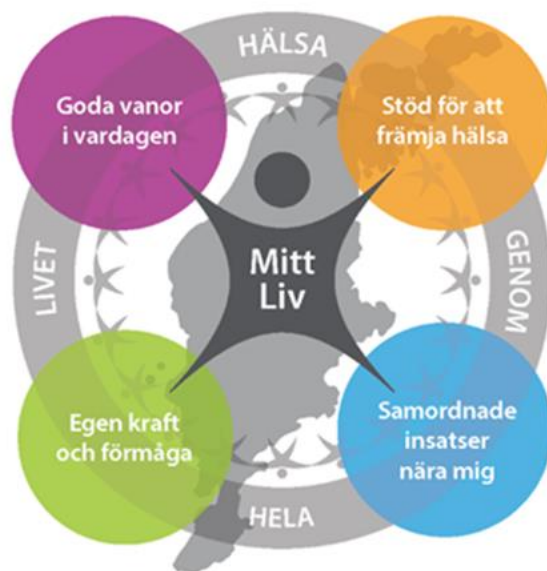 HÄLSA
Goda vanor
i vardagen
Stöd för att
främja hälsa
LIVET
Mitt
Liv
GENOM
Egen kraft
och förmåga
Samordnade
insatser
nära mig
HELA